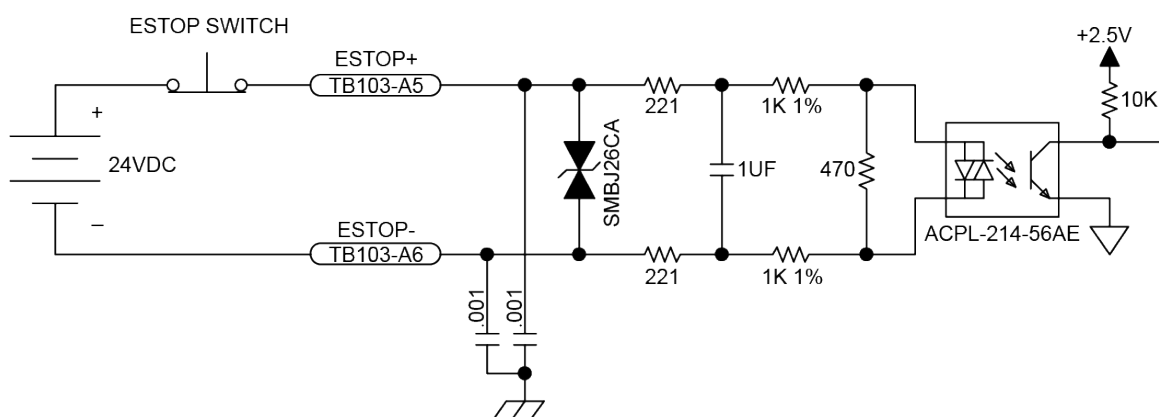 ESTOP SWITCH
ESTOP+
TB103-A5
+2.5V
+
24VDC
–
221
1K 1%
10K
SMBJ26CA
1UF
470
ACPL-214-56AE
ESTOP-
TB103-A6
221
1K 1%
.001
.001